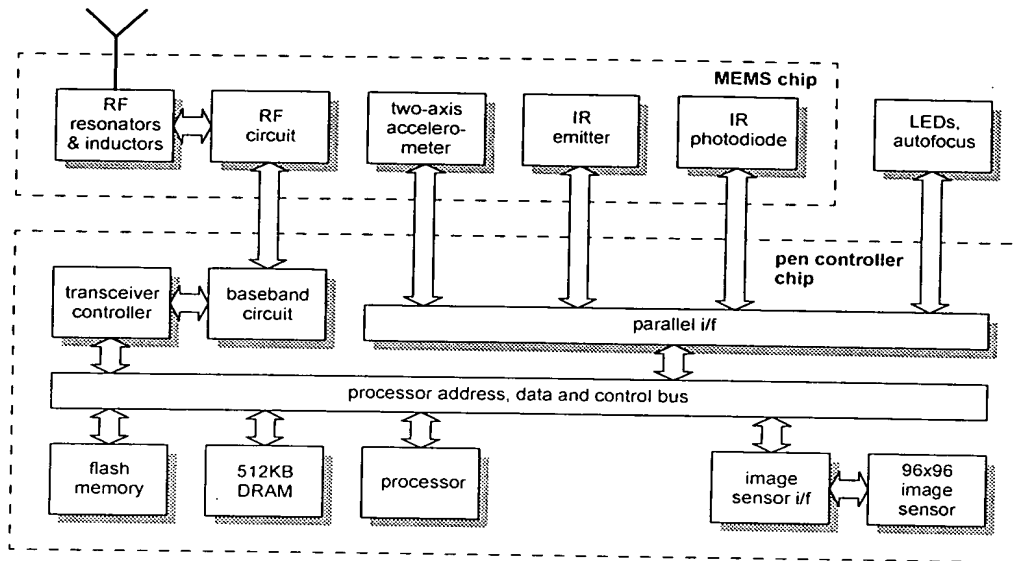 MEMS chip
RF
resonators
& inductors
RF
circuit
two-axis
accelero-
meter
IR
emitter
IR
photodiode
LEDs,
autofocus
pen controller
chip
transceiver
controller
baseband
circuit
parallel i/f
processor address, data and control bus
flash
memory
512KB
DRAM
processor
image
sensor i/f
96x96
image
sensor